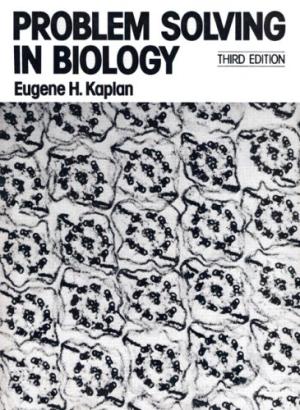 PROBLEM SOLVING
IN BIOLOGY
THIRD EDITION
Eugene H. Kaplan